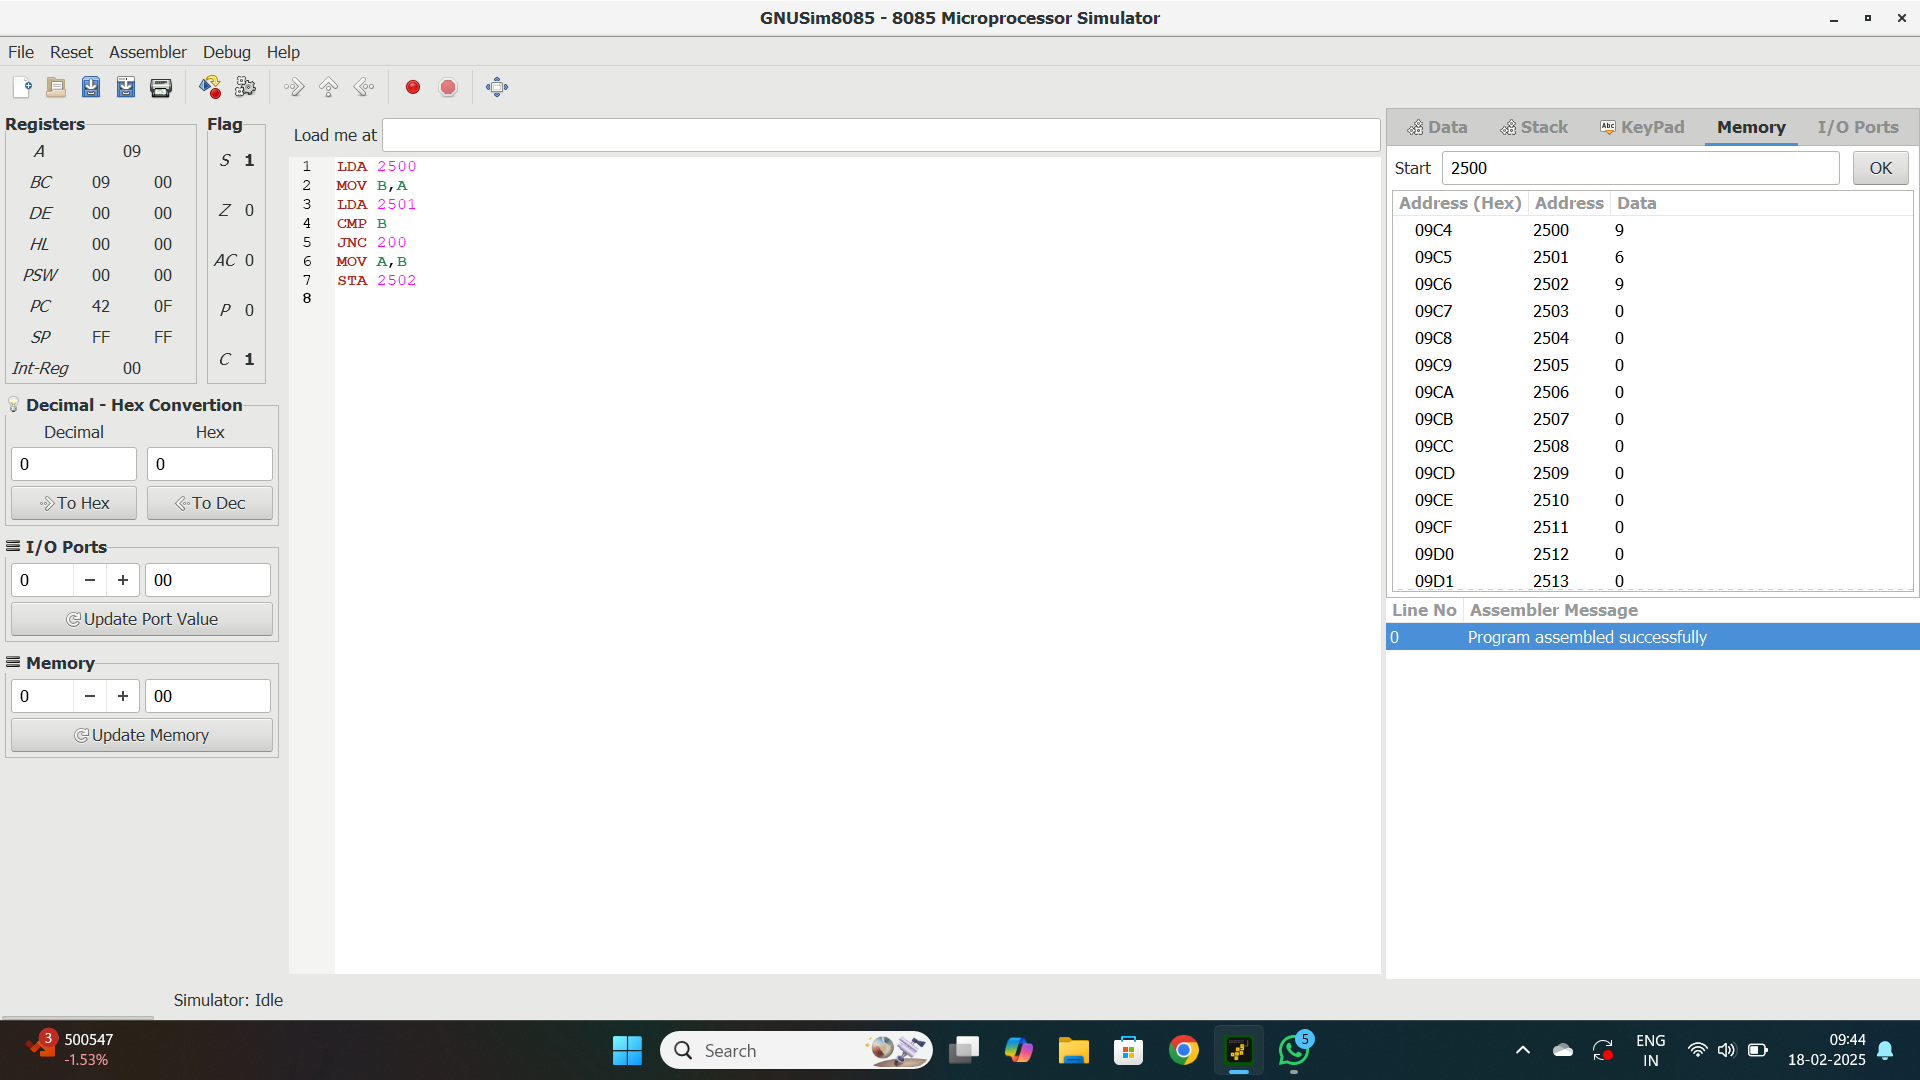 GNUSim8085 - 8085 Microprocessor Simulator
File Reset Assembler Debug Help
Registers
A 09
BC 09 00
DE 00 00
HL 00 00
PSW 00 00
PC 42 0F
SP FF FF
Int-Reg 00
Flag
S 1
Z 0
AC 0
P 0
C 1
Decimal - Hex Convertion
Decimal Hex
0 0
To Hex To Dec
I/O Ports
0 − + 00
Update Port Value
Memory
0 − + 00
Update Memory
Load me at
1 LDA 2500
2 MOV B,A
3 LDA 2501
4 CMP B
5 JNC 200
6 MOV A,B
7 STA 2502
8
Data Stack Abc KeyPad Memory I/O Ports
Start 2500 OK
Address (Hex) Address Data
09C4 2500 9
09C5 2501 6
09C6 2502 9
09C7 2503 0
09C8 2504 0
09C9 2505 0
09CA 2506 0
09CB 2507 0
09CC 2508 0
09CD 2509 0
09CE 2510 0
09CF 2511 0
09D0 2512 0
09D1 2513 0
Line No Assembler Message
0 Program assembled successfully
Simulator: Idle
3 500547
-1.53%
Search
5
ENG
IN
09:44
18-02-2025